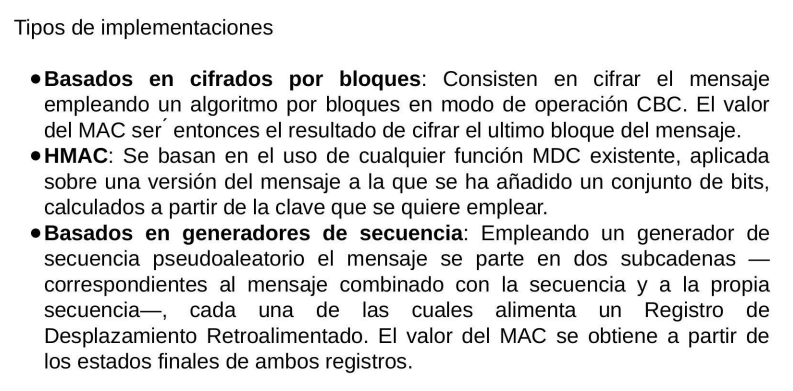 Tipos de implementaciones
●Basados en cifrados por bloques: Consisten en cifrar el mensaje
empleando un algoritmo por bloques en modo de operación CBC. El valor
del MAC ser´ entonces el resultado de cifrar el ultimo bloque del mensaje.
●HMAC: Se basan en el uso de cualquier función MDC existente, aplicada
sobre una versión del mensaje a la que se ha añadido un conjunto de bits,
calculados a partir de la clave que se quiere emplear.
●Basados en generadores de secuencia: Empleando un generador de
secuencia pseudoaleatorio el mensaje se parte en dos subcadenas —
correspondientes al mensaje combinado con la secuencia y a la propia
secuencia—, cada una de las cuales alimenta un Registro de
Desplazamiento Retroalimentado. El valor del MAC se obtiene a partir de
los estados finales de ambos registros.